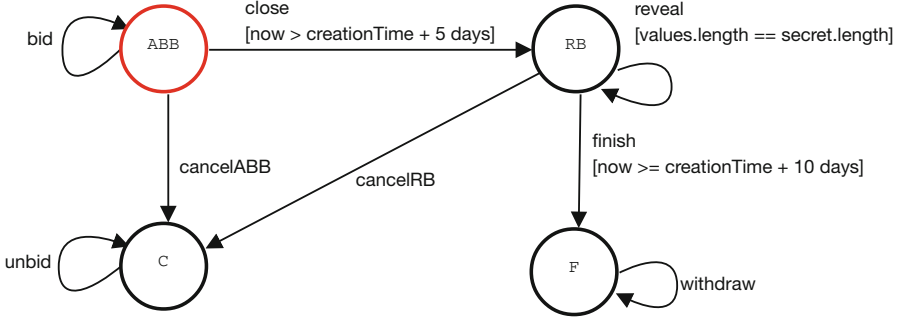 close
[now > creationTime + 5 days]
reveal
[values.length == secret.length]
bid
ABB
RB
finish
[now >= creationTime + 10 days]
cancelABB
cancelRB
unbid
C
F
withdraw